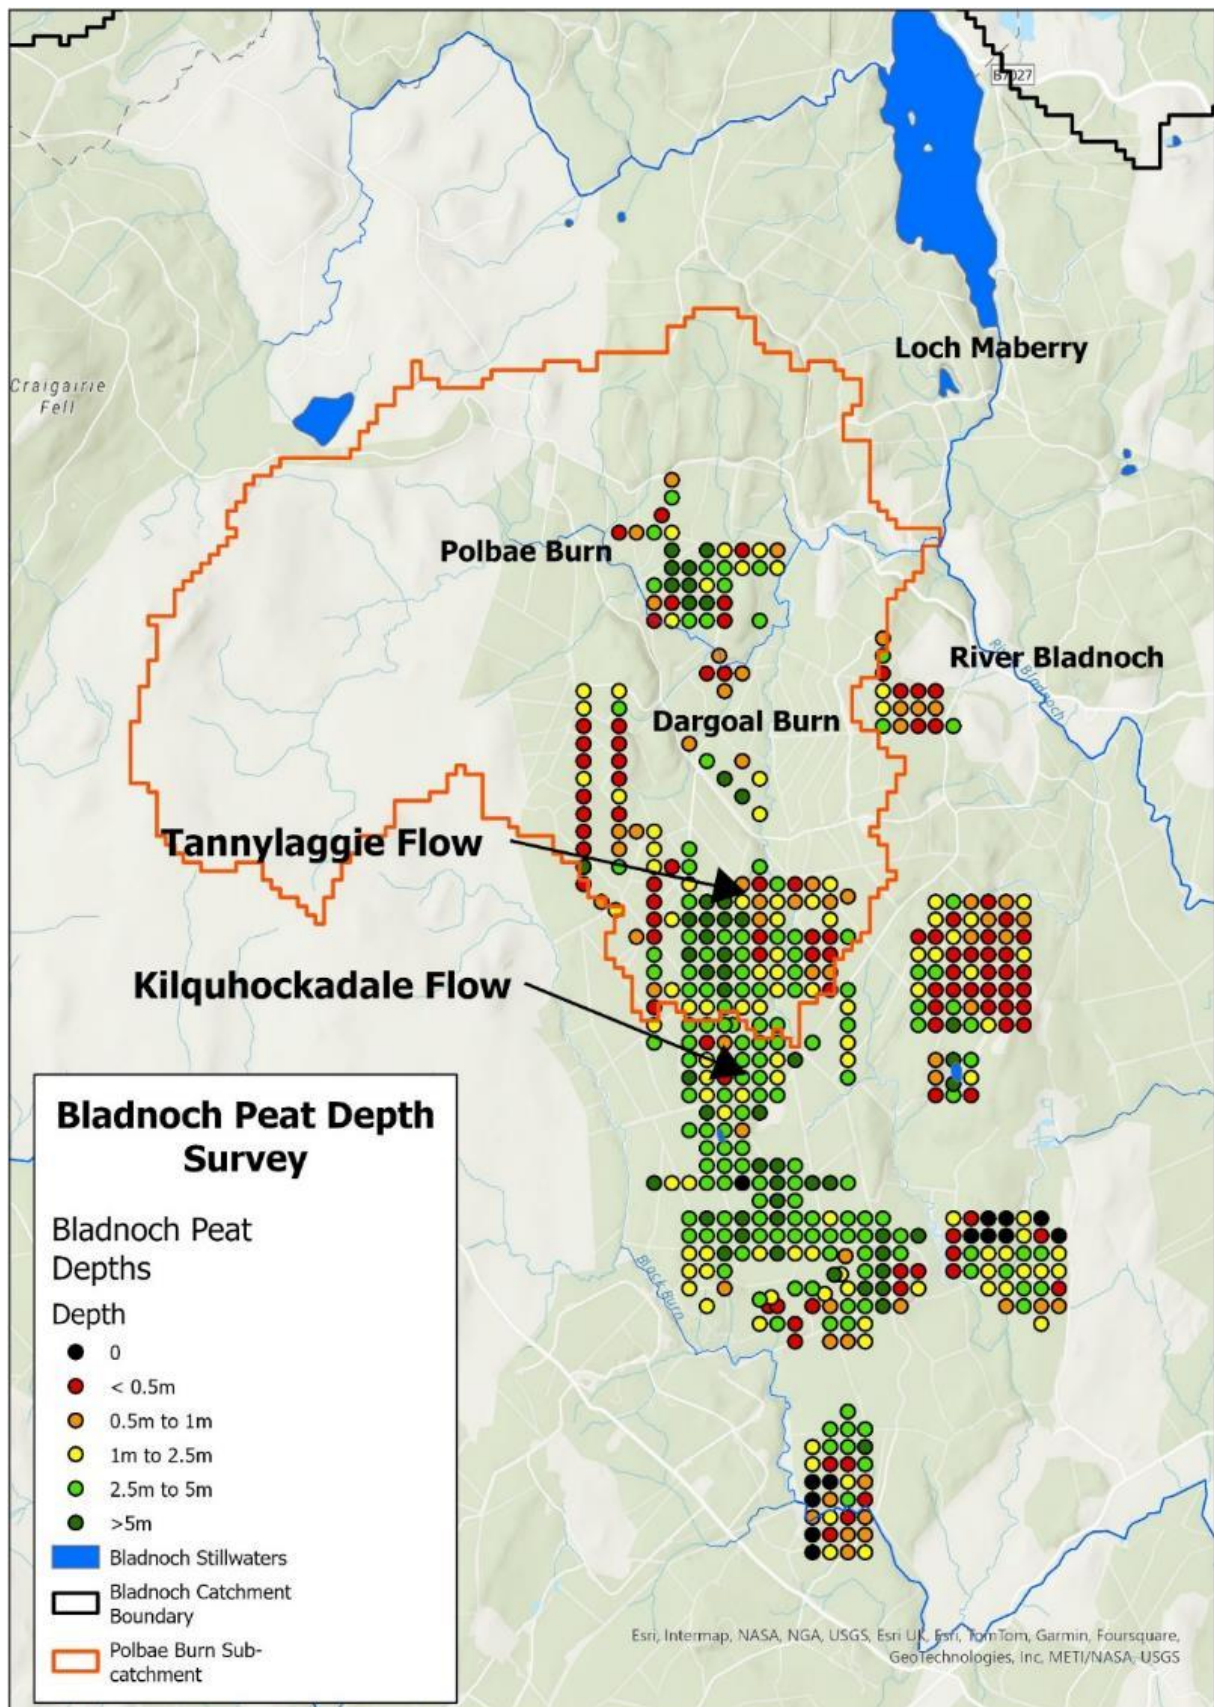 B7027
Loch Maberry
Craigairie
Fell
Polbae Burn
River Bladnoch
River Bladnoch
Dargoal Burn
Tannylaggie Flow
Kilquhockadale Flow
Black Burn
Bladnoch Peat Depth
Survey
Bladnoch Peat
Depths
Depth
0
< 0.5m
0.5m to 1m
1m to 2.5m
2.5m to 5m
>5m
Bladnoch Stillwaters
Bladnoch Catchment
Boundary
Polbae Burn Sub-
catchment
Esri, Intermap, NASA, NGA, USGS, Esri UK, Esri, TomTom, Garmin, Foursquare,
GeoTechnologies, Inc, METI/NASA, USGS